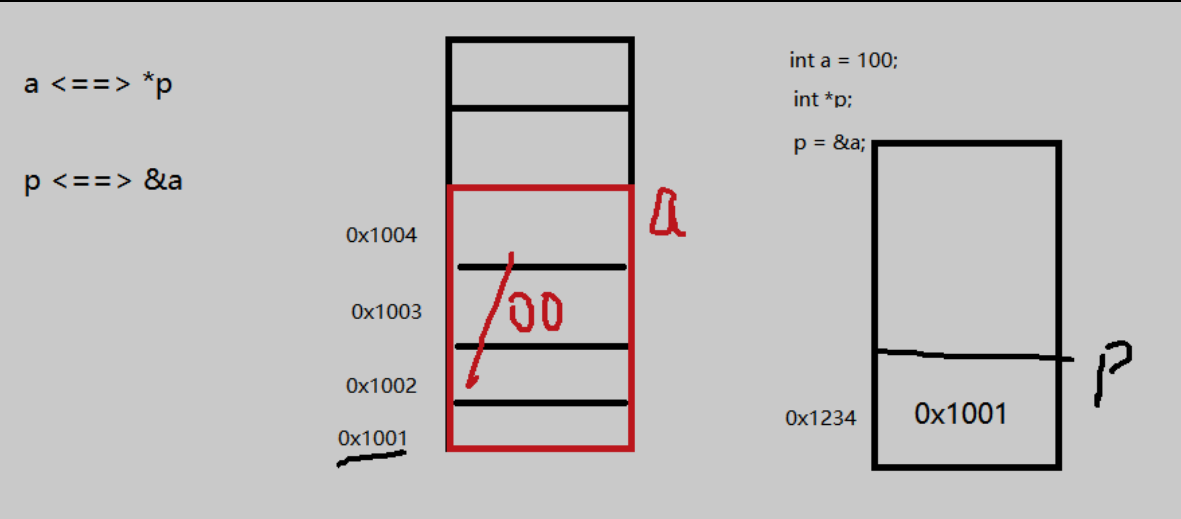 a <==> *p
p <==> &a
int a = 100;
int *p;
p = &a;
a
0x1004
0x1003
100
0x1002
0x1001
p
0x1234
0x1001